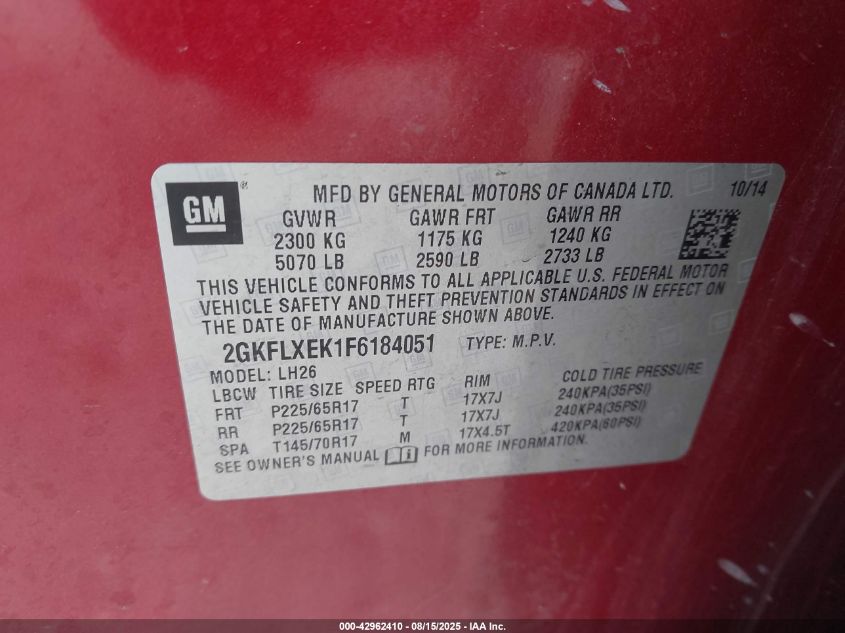 GM ® MFD BY GENERAL MOTORS OF CANADA LTD. 10/14
GVWR GAWR FRT GAWR RR
2300 KG 1175 KG 1240 KG
5070 LB 2590 LB 2733 LB
THIS VEHICLE CONFORMS TO ALL APPLICABLE U.S. FEDERAL MOTOR
VEHICLE SAFETY AND THEFT PREVENTION STANDARDS IN EFFECT ON
THE DATE OF MANUFACTURE SHOWN ABOVE.
2GKFLXEK1F6184051 TYPE: M.P.V.
MODEL: LH26
LBCW TIRE SIZE SPEED RTG RIM COLD TIRE PRESSURE
FRT P225/65R17 T 17X7J 240KPA(35PSI)
RR P225/65R17 T 17X7J 240KPA(35PSI)
SPA T145/70R17 M 17X4.5T 420KPA(60PSI)
SEE OWNER'S MANUAL FOR MORE INFORMATION.
000-42962410 - 08/15/2025 - IAA Inc.